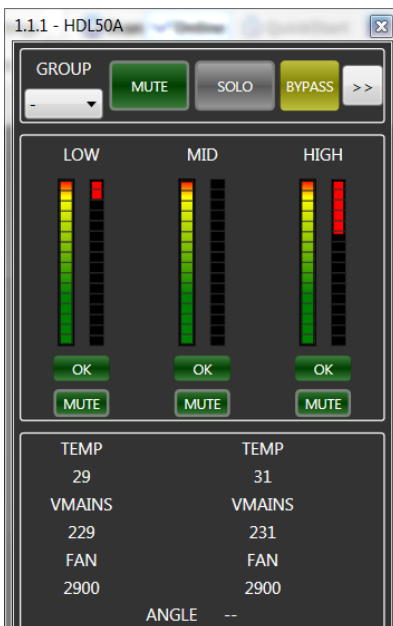 1.1.1 - HDL50A
GROUP
- MUTE SOLO BYPASS >>
LOW MID HIGH
OK OK OK
MUTE MUTE MUTE
TEMP TEMP
29 31
VMAINS VMAINS
229 231
FAN FAN
2900 2900
ANGLE --